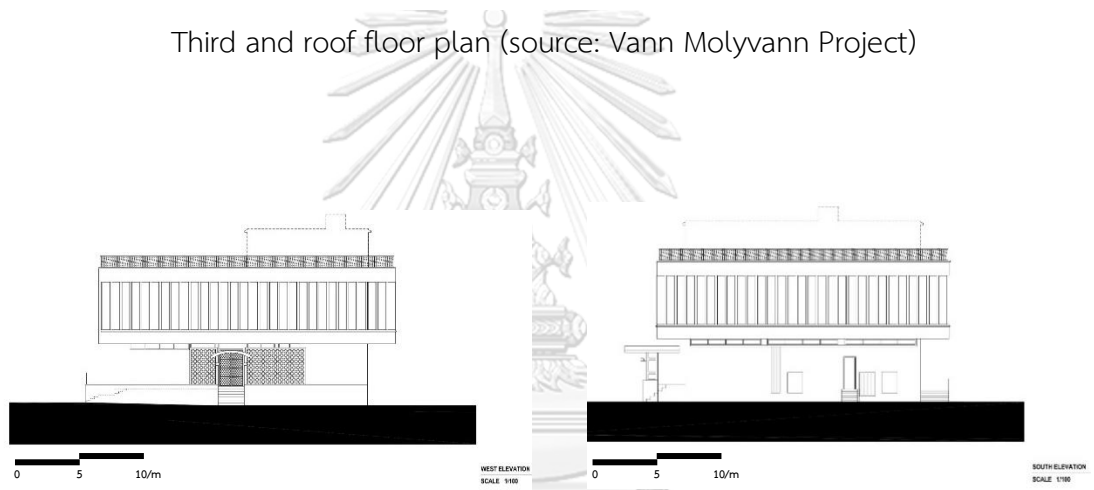 Third and roof floor plan (source: Vann Molyvann Project)
0 5 10/m
WEST ELEVATION
SCALE 1/100
0 5 10/m
SOUTH ELEVATION
SCALE 1/100